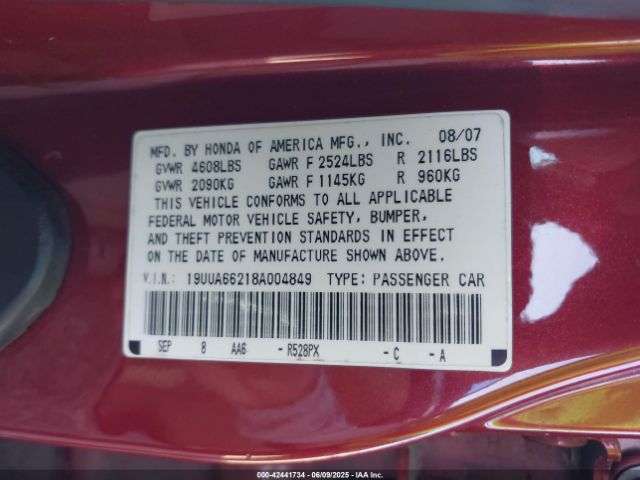 MFD. BY HONDA OF AMERICA MFG., INC. 08/07
GVWR 4608LBS GAWR F 2524LBS R 2116LBS
GVWR 2090KG GAWR F 1145KG R 960KG
THIS VEHICLE CONFORMS TO ALL APPLICABLE
FEDERAL MOTOR VEHICLE SAFETY, BUMPER,
AND THEFT PREVENTION STANDARDS IN EFFECT
ON THE DATE OF MANUFACTURE SHOWN ABOVE.
V.I.N.: 19UUA66218A004849 TYPE: PASSENGER CAR
SEP 8 AA6 - R528PX - C - A
000-42441734 | 06/09/2025 - IAA Inc.